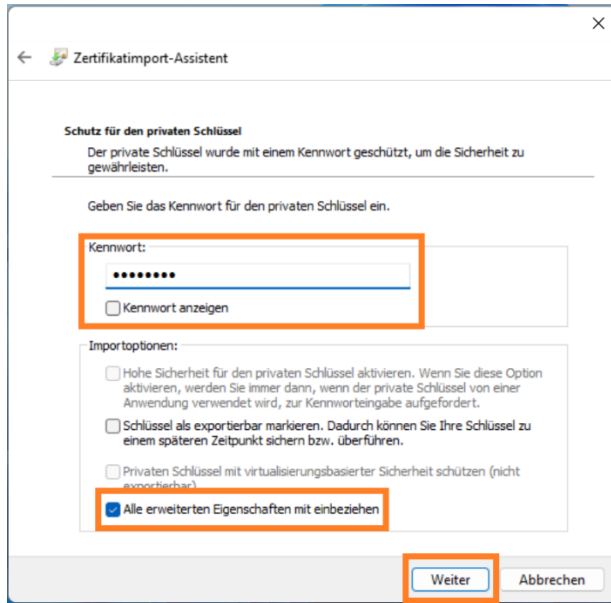 Zertifikatimport-Assistent
Schutz für den privaten Schlüssel
Der private Schlüssel wurde mit einem Kennwort geschützt, um die Sicherheit zu
gewährleisten.
Geben Sie das Kennwort für den privaten Schlüssel ein.
Kennwort:
••••••••
Kennwort anzeigen
Importoptionen:
Hohe Sicherheit für den privaten Schlüssel aktivieren. Wenn Sie diese Option
aktivieren, werden Sie immer dann, wenn der private Schlüssel von einer
Anwendung verwendet wird, zur Kennworteingabe aufgefordert.
Schlüssel als exportierbar markieren. Dadurch können Sie Ihre Schlüssel zu
einem späteren Zeitpunkt sichern bzw. überführen.
Privaten Schlüssel mit virtualisierungsbasierter Sicherheit schützen (nicht
exportierbar)
Alle erweiterten Eigenschaften mit einbeziehen
Weiter
Abbrechen